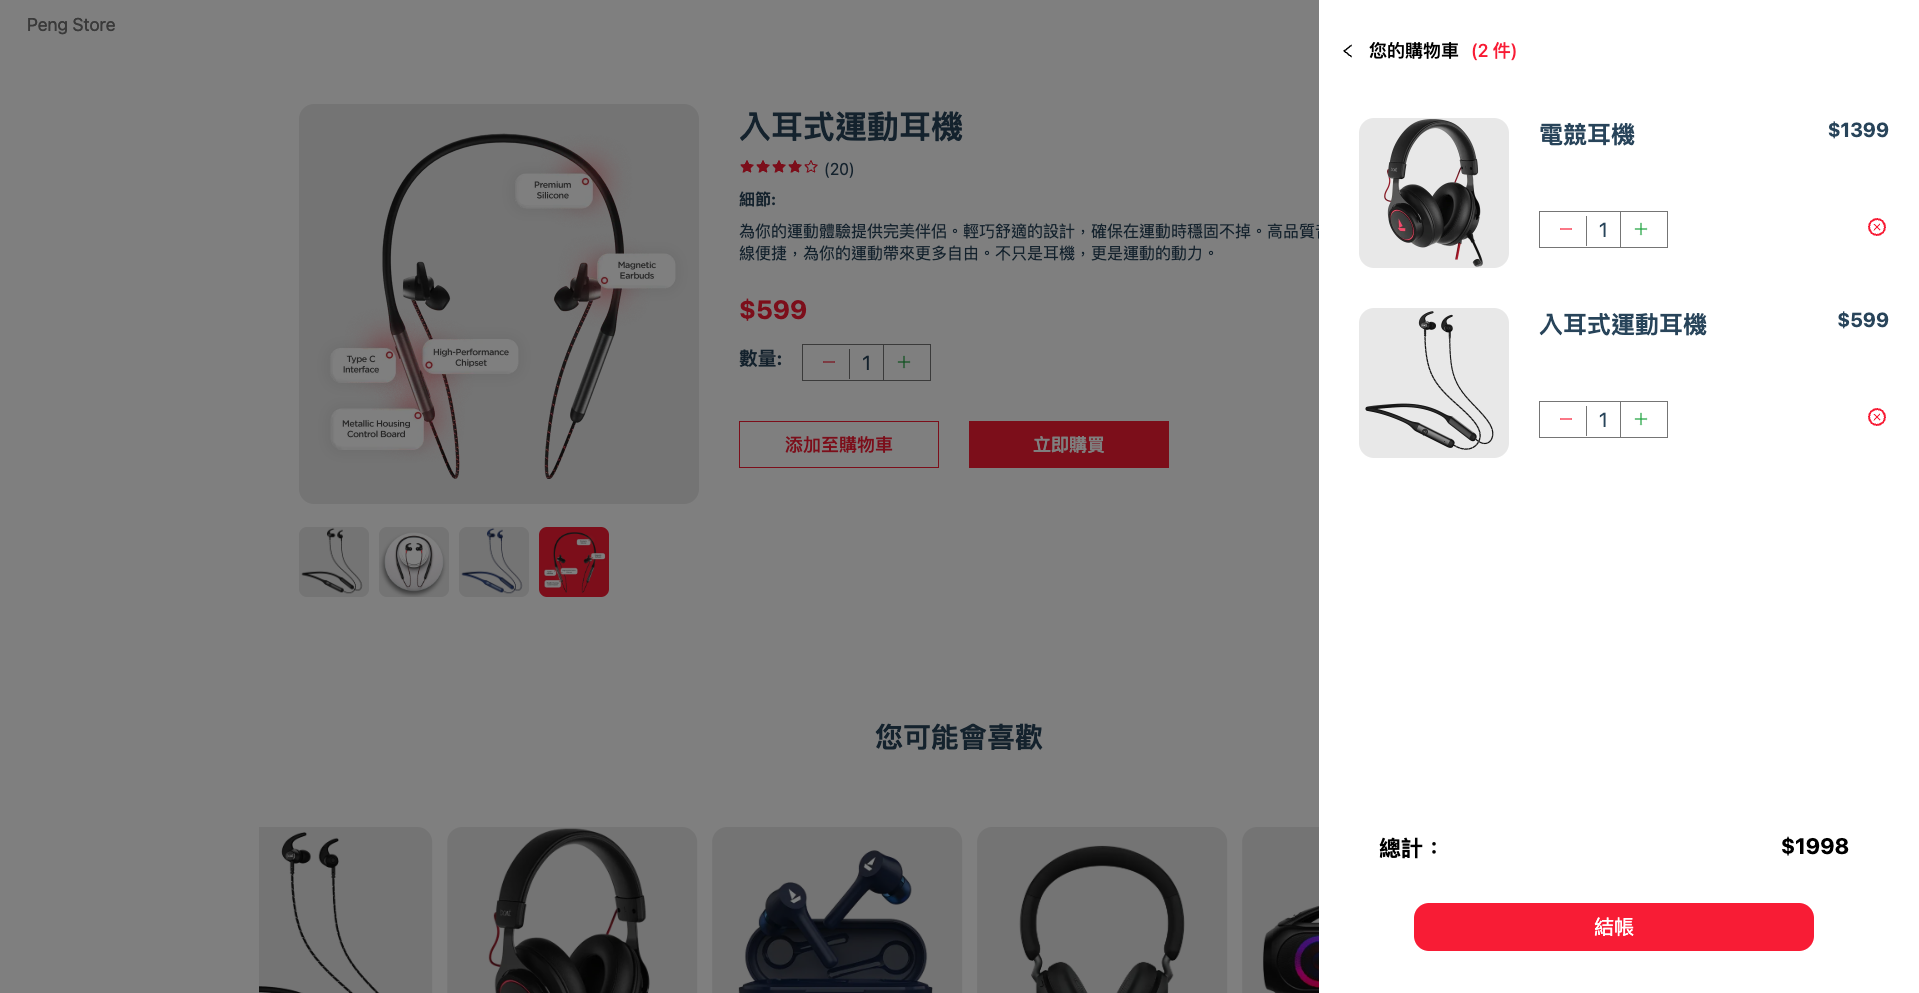 Peng Store
入耳式運動耳機
(20)
細節:
為你的運動體驗提供完美伴侶。輕巧舒適的設計，確保在運動時穩固不掉。高品質
線便捷，為你的運動帶來更多自由。不只是耳機，更是運動的動力。
$599
數量:
1
添加至購物車
立即購買
Premium
Silicone
Magnetic
Earbuds
Type C
Interface
High-Performance
Chipset
Metallic Housing
Control Board
您可能會喜歡
您的購物車 (2 件)
電競耳機
$1399
1
入耳式運動耳機
$599
1
總計：
$1998
結帳